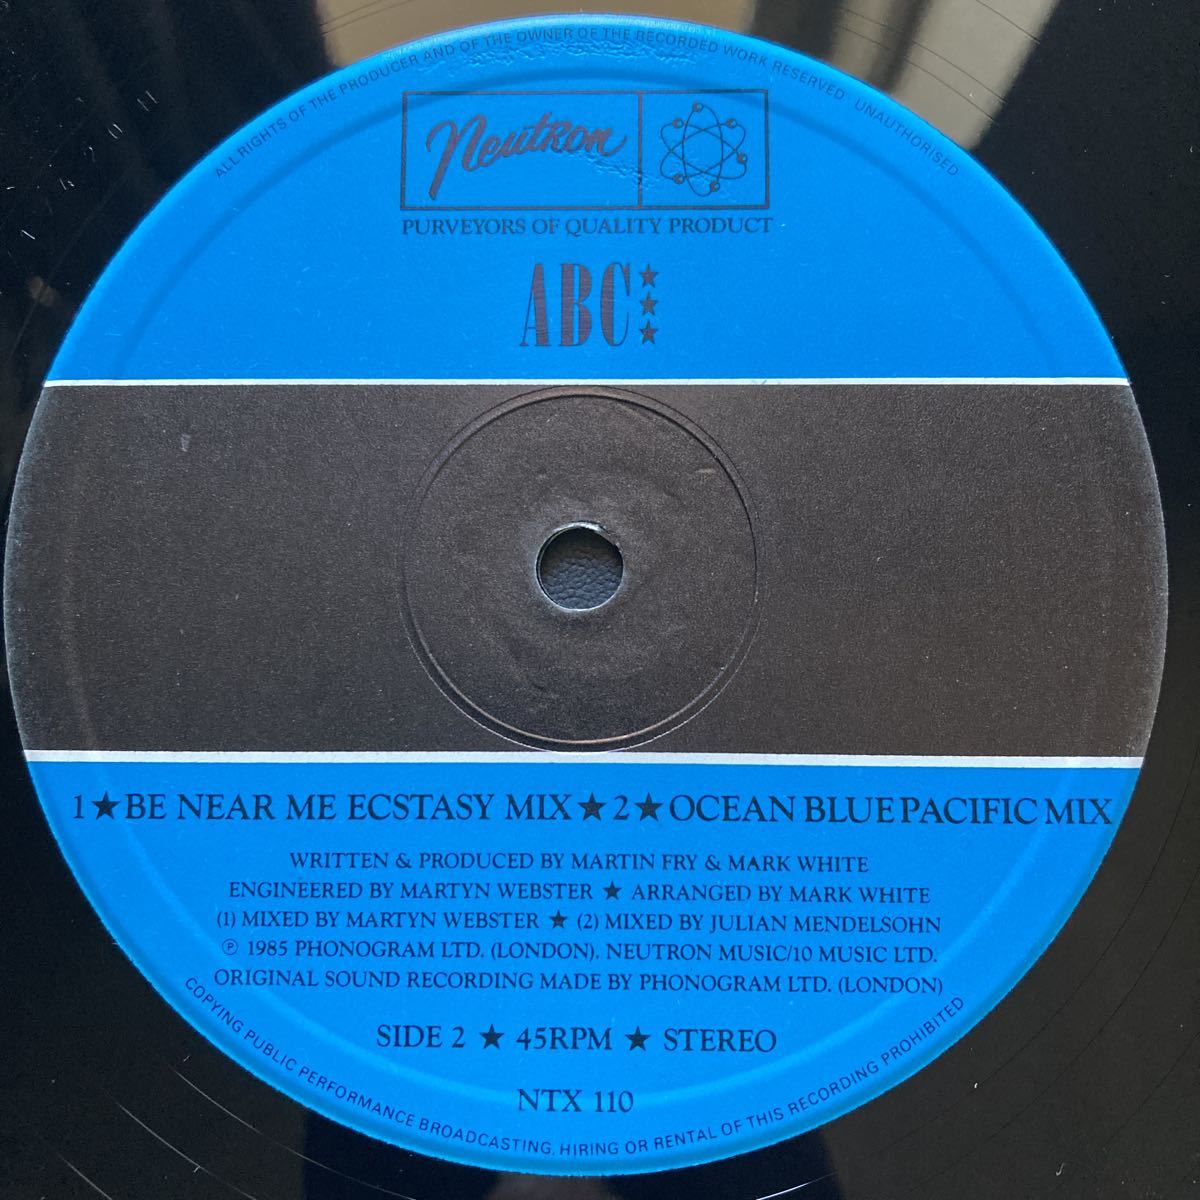 ALL RIGHTS OF THE PRODUCER AND OF THE OWNER OF THE RECORDED WORK RESERVED UNAUTHORISED
Neutron
PURVEYORS OF QUALITY PRODUCT
ABC
1★BE NEAR ME ECSTASY MIX★2★OCEAN BLUE PACIFIC MIX
WRITTEN & PRODUCED BY MARTIN FRY & MARK WHITE
ENGINEERED BY MARTYN WEBSTER ★ ARRANGED BY MARK WHITE
(1) MIXED BY MARTYN WEBSTER ★ (2) MIXED BY JULIAN MENDELSOHN
℗ 1985 PHONOGRAM LTD. (LONDON). NEUTRON MUSIC/10 MUSIC LTD.
ORIGINAL SOUND RECORDING MADE BY PHONOGRAM LTD. (LONDON)
SIDE 2 ★ 45RPM ★ STEREO
NTX 110
COPYING PUBLIC PERFORMANCE BROADCASTING, HIRING OR RENTAL OF THIS RECORDING PROHIBITED